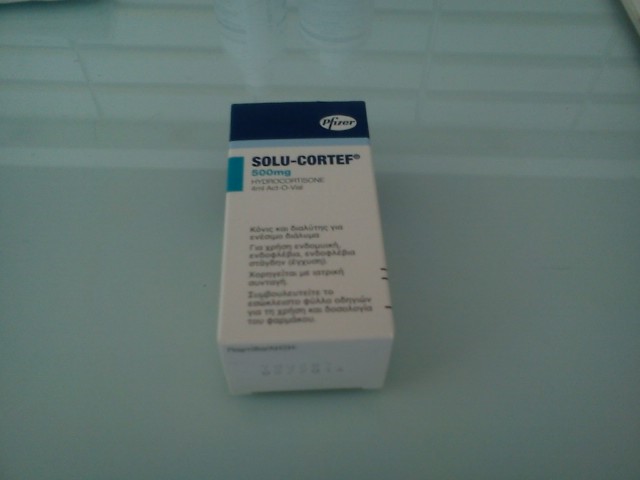 Pfizer
SOLU-CORTEF®
500mg
HYDROCORTISONE
4ml Act-O-Vial
Κόνις και διαλύτης για
ενέσιμο διάλυμα
Για χρήση ενδομυϊκή,
ενδοφλέβια, ενδοφλέβια
στάγδην (έγχυση).
Χορηγείται με ιατρική
συνταγή.
Συμβουλευτείτε το
εσώκλειστο φύλλο οδηγιών
για τη χρήση και δοσολογία
του φαρμάκου.